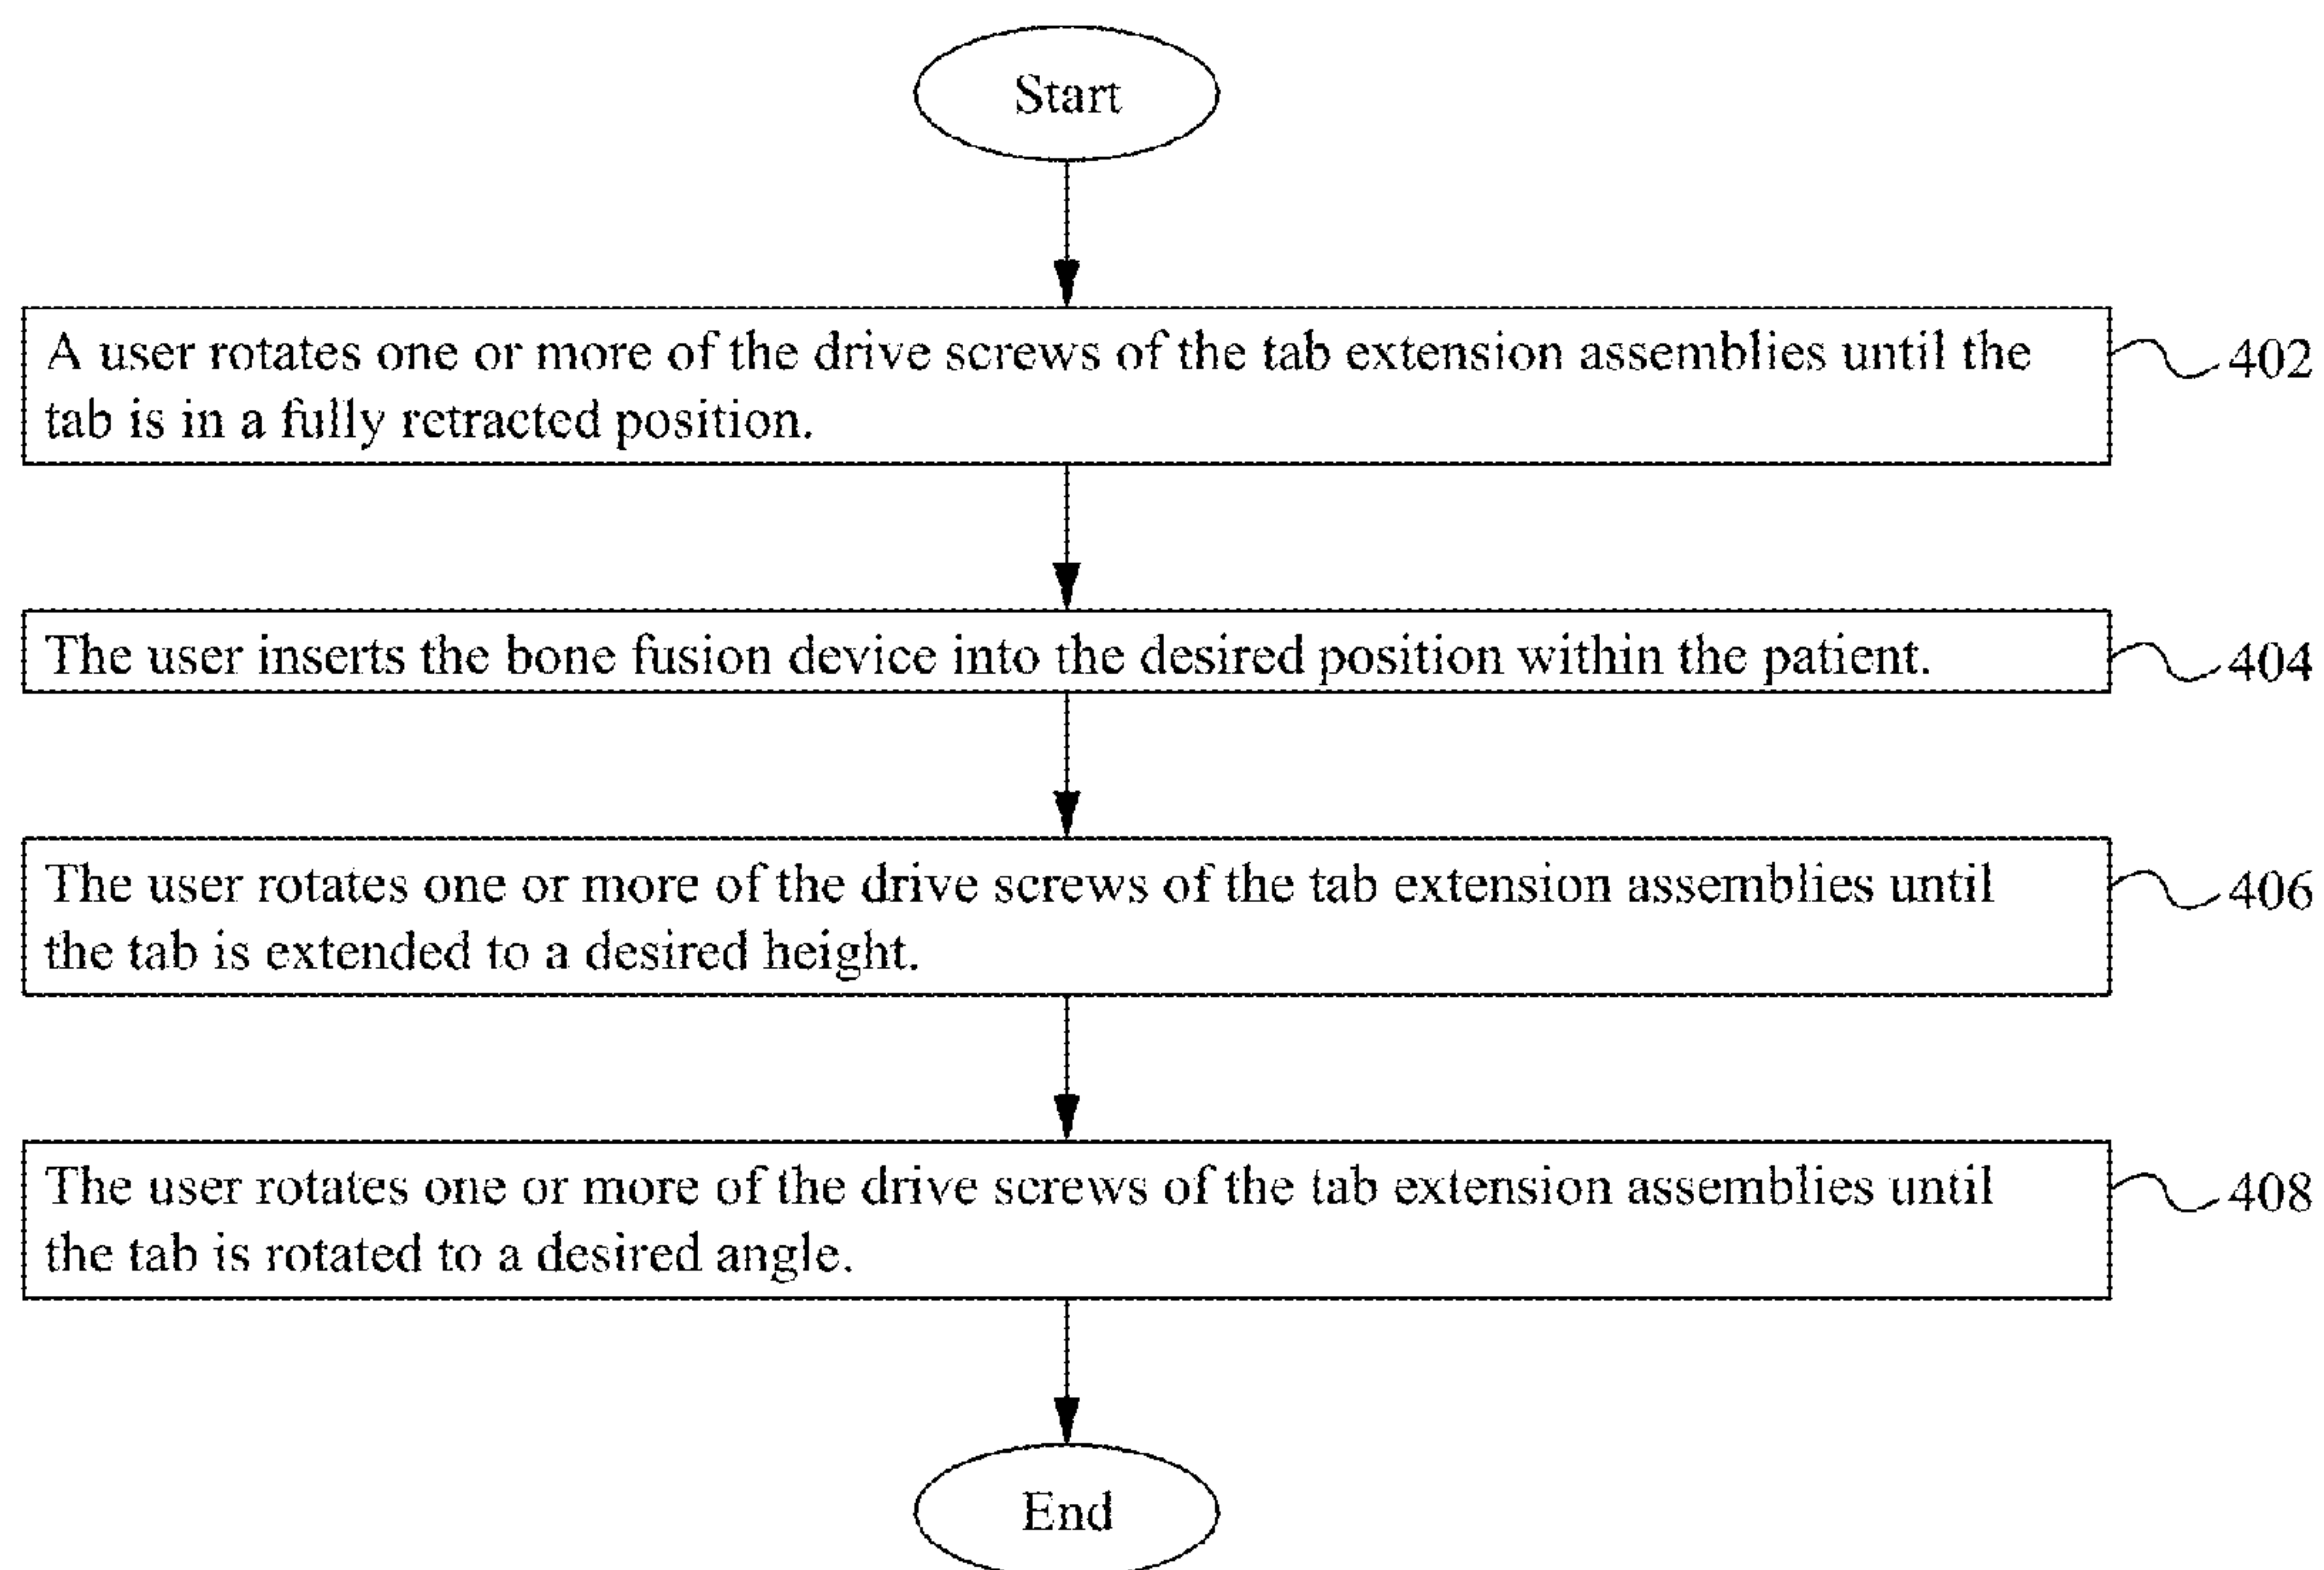 Start
A user rotates one or more of the drive screws of the tab extension assemblies until the
tab is in a fully retracted position.
402
The user inserts the bone fusion device into the desired position within the patient.
404
The user rotates one or more of the drive screws of the tab extension assemblies until
the tab is extended to a desired height.
406
The user rotates one or more of the drive screws of the tab extension assemblies until
the tab is rotated to a desired angle.
408
End